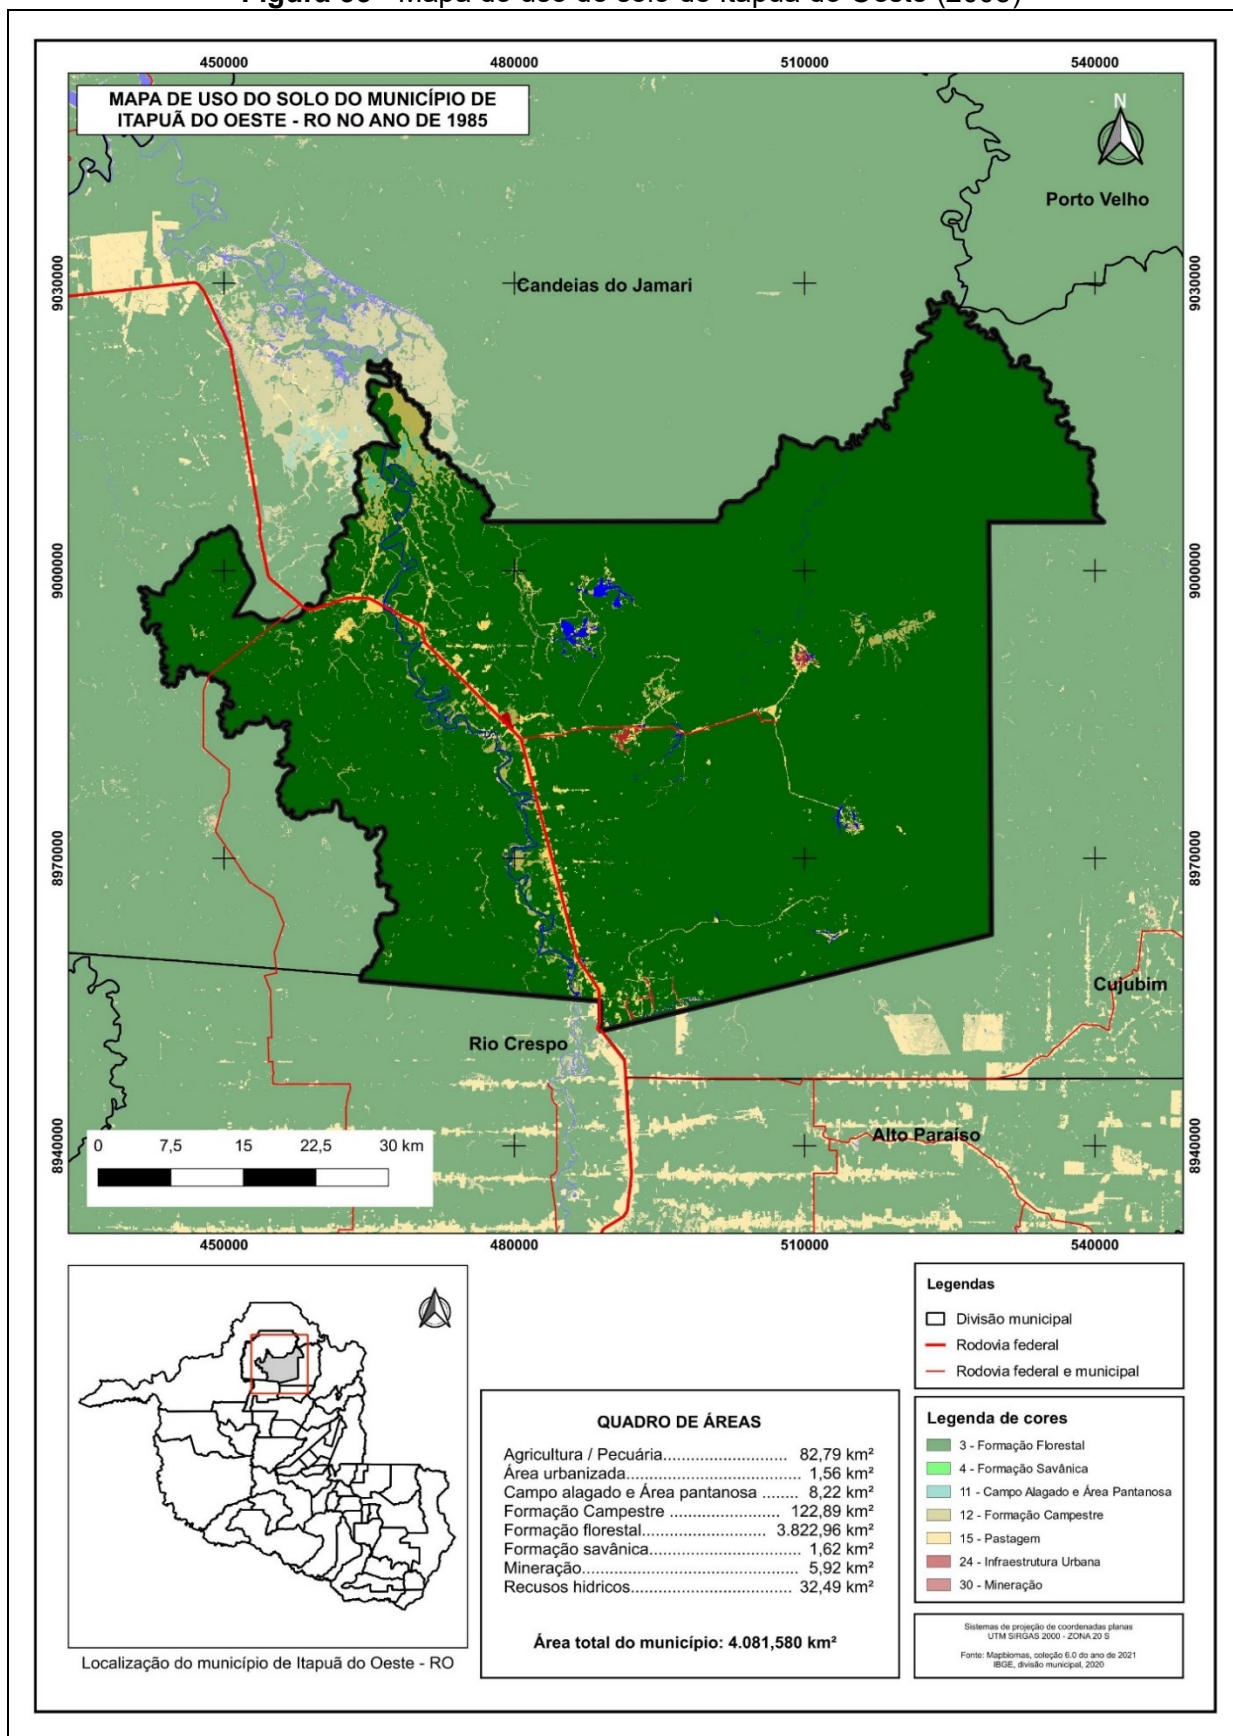 Mapa de uso do solo de Itapuã do Oeste
MAPA DE USO DO SOLO DO MUNICÍPIO DE
ITAPUÃ DO OESTE - RO NO ANO DE 1985
450000
480000
510000
540000
N
Porto Velho
Candeias do Jamari
9030000
9030000
9000000
9000000
8970000
8970000
Cujubim
Rio Crespo
Alto Paraíso
8940000
8940000
0 7,5 15 22,5 30 km
450000
480000
510000
540000
Localização do município de Itapuã do Oeste - RO
QUADRO DE ÁREAS
Agricultura / Pecuária.......................... 82,79 km²
Área urbanizada..................................... 1,56 km²
Campo alagado e Área pantanosa ........ 8,22 km²
Formação Campestre ....................... 122,89 km²
Formação florestal.......................... 3.822,96 km²
Formação savânica................................ 1,62 km²
Mineração.............................................. 5,92 km²
Recusos hidricos.................................. 32,49 km²
Área total do município: 4.081,580 km²
Legendas
Divisão municipal
Rodovia federal
Rodovia federal e municipal
Legenda de cores
3 - Formação Florestal
4 - Formação Savânica
11 - Campo Alagado e Área Pantanosa
12 - Formação Campestre
15 - Pastagem
24 - Infraestrutura Urbana
30 - Mineração
Sistemas de projeção de coordenadas planas
UTM SIRGAS 2000 - ZONA 20 S
Fonte: Mapbiomas, coleção 6.0 do ano de 2021
IBGE, divisão municipal, 2020